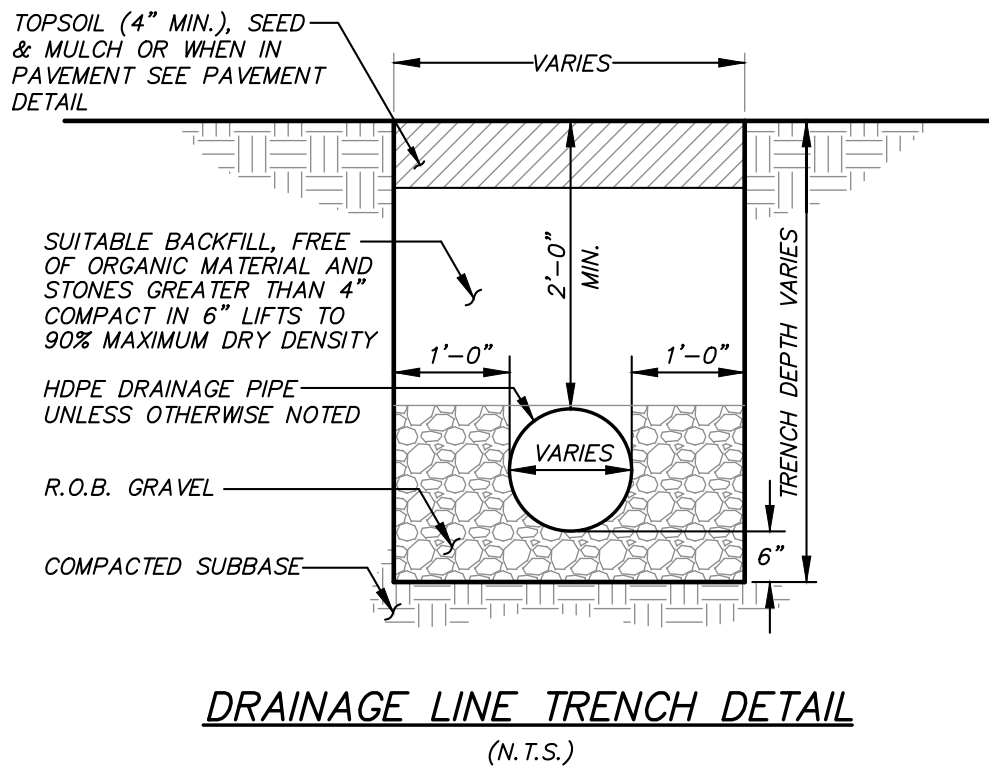 TOPSOIL (4" MIN.), SEED
& MULCH OR WHEN IN
PAVEMENT SEE PAVEMENT
DETAIL
VARIES
SUITABLE BACKFILL, FREE
OF ORGANIC MATERIAL AND
STONES GREATER THAN 4"
COMPACT IN 6" LIFTS TO
90% MAXIMUM DRY DENSITY
2'-0"
MIN.
TRENCH DEPTH VARIES
1'-0"
1'-0"
HDPE DRAINAGE PIPE
UNLESS OTHERWISE NOTED
VARIES
R.O.B. GRAVEL
6"
COMPACTED SUBBASE
DRAINAGE LINE TRENCH DETAIL
(N.T.S.)